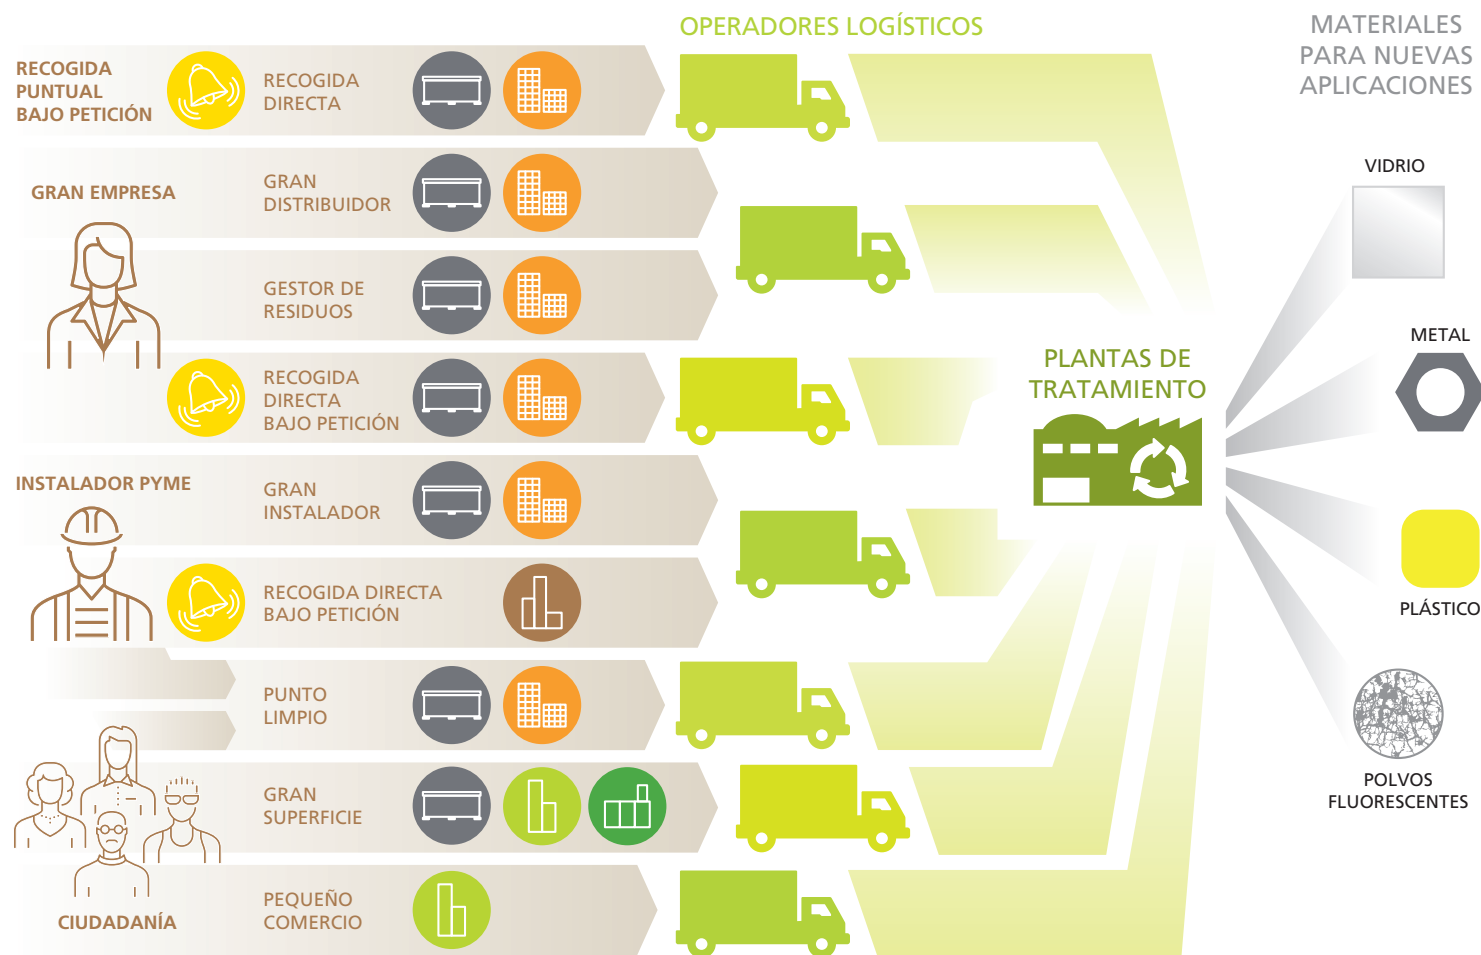 OPERADORES LOGÍSTICOS
MATERIALES
PARA NUEVAS
APLICACIONES
RECOGIDA
PUNTUAL
BAJO PETICIÓN
RECOGIDA
DIRECTA
GRAN EMPRESA
GRAN
DISTRIBUIDOR
GESTOR DE
RESIDUOS
RECOGIDA
DIRECTA
BAJO PETICIÓN
INSTALADOR PYME
GRAN
INSTALADOR
RECOGIDA DIRECTA
BAJO PETICIÓN
PUNTO
LIMPIO
GRAN
SUPERFICIE
PEQUEÑO
COMERCIO
CIUDADANÍA
PLANTAS DE
TRATAMIENTO
VIDRIO
METAL
PLÁSTICO
POLVOS
FLUORESCENTES